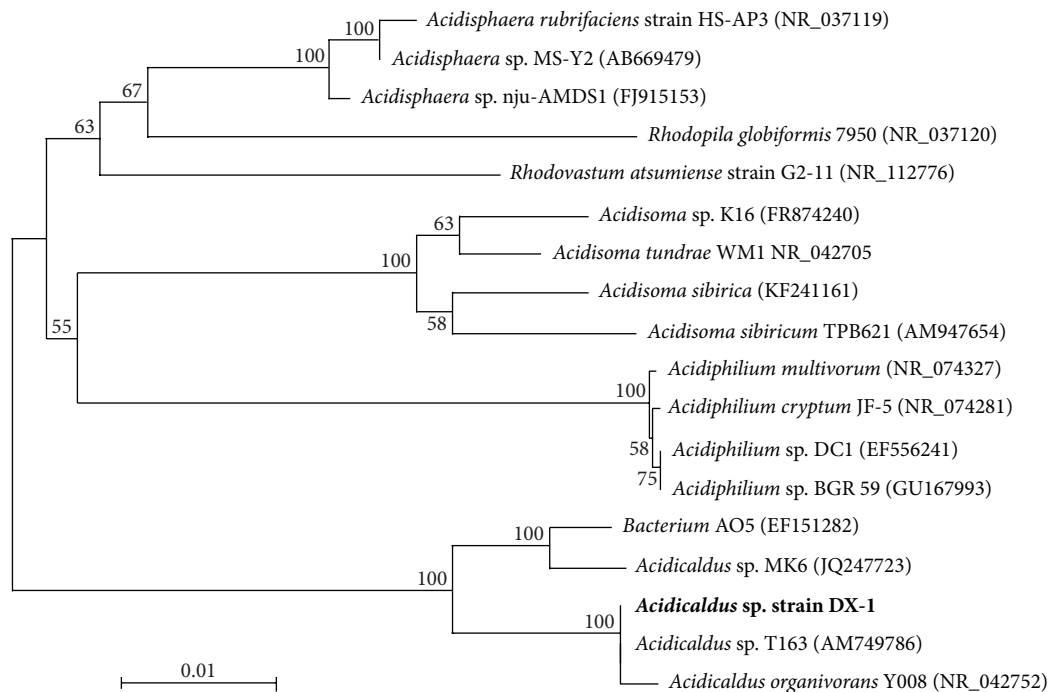 100
Acidisphaera rubrifaciens strain HS-AP3 (NR_037119)
100
Acidisphaera sp. MS-Y2 (AB669479)
67
Acidisphaera sp. nju-AMDS1 (FJ915153)
63
Rhodopila globiformis 7950 (NR_037120)
Rhodovastum atsumiense strain G2-11 (NR_112776)
63
Acidisoma sp. K16 (FR874240)
100
Acidisoma tundrae WM1 NR_042705
Acidisoma sibirica (KF241161)
55
58
Acidisoma sibiricum TPB621 (AM947654)
100
Acidiphilium multivorum (NR_074327)
Acidiphilium cryptum JF-5 (NR_074281)
58
Acidiphilium sp. DC1 (EF556241)
75
Acidiphilium sp. BGR 59 (GU167993)
100
Bacterium AO5 (EF151282)
100
Acidicaldus sp. MK6 (JQ247723)
Acidicaldus sp. strain DX-1
100
Acidicaldus sp. T163 (AM749786)
Acidicaldus organivorans Y008 (NR_042752)
0.01